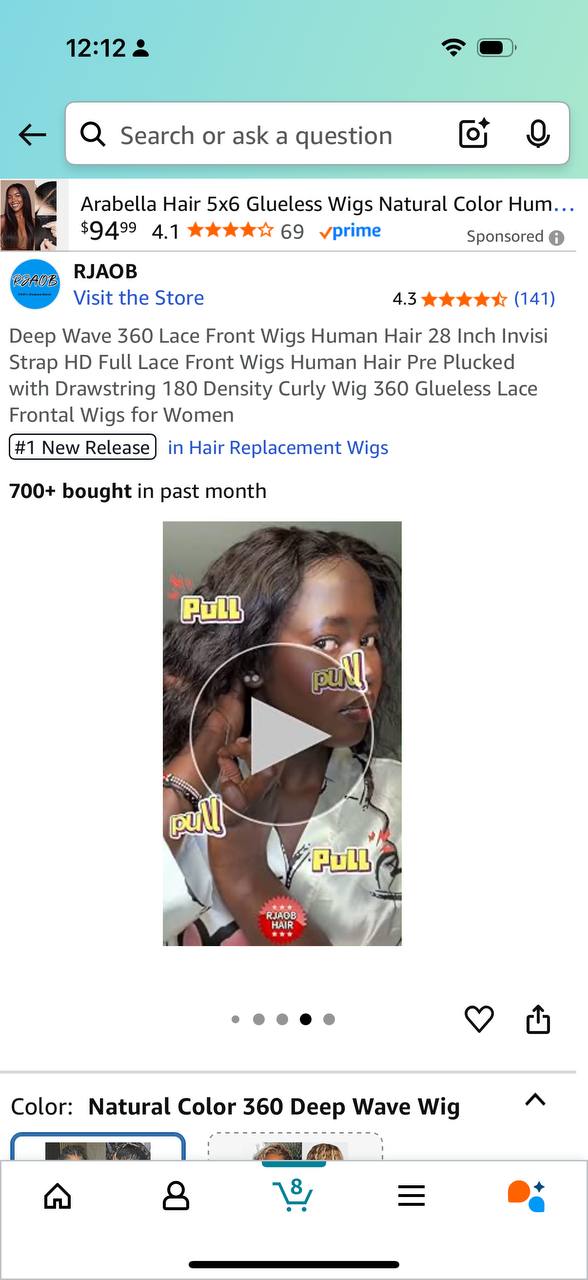 12:12
Search or ask a question
Arabella Hair 5x6 Glueless Wigs Natural Color Hum...
$9499 4.1 69 prime
Sponsored
RJAOB
RJAOB
Visit the Store
4.3 (141)
Deep Wave 360 Lace Front Wigs Human Hair 28 Inch Invisi
Strap HD Full Lace Front Wigs Human Hair Pre Plucked
with Drawstring 180 Density Curly Wig 360 Glueless Lace
Frontal Wigs for Women
#1 New Release in Hair Replacement Wigs
700+ bought in past month
PULL
pull
pull
PULL
RJAOB
HAIR
Color: Natural Color 360 Deep Wave Wig
8